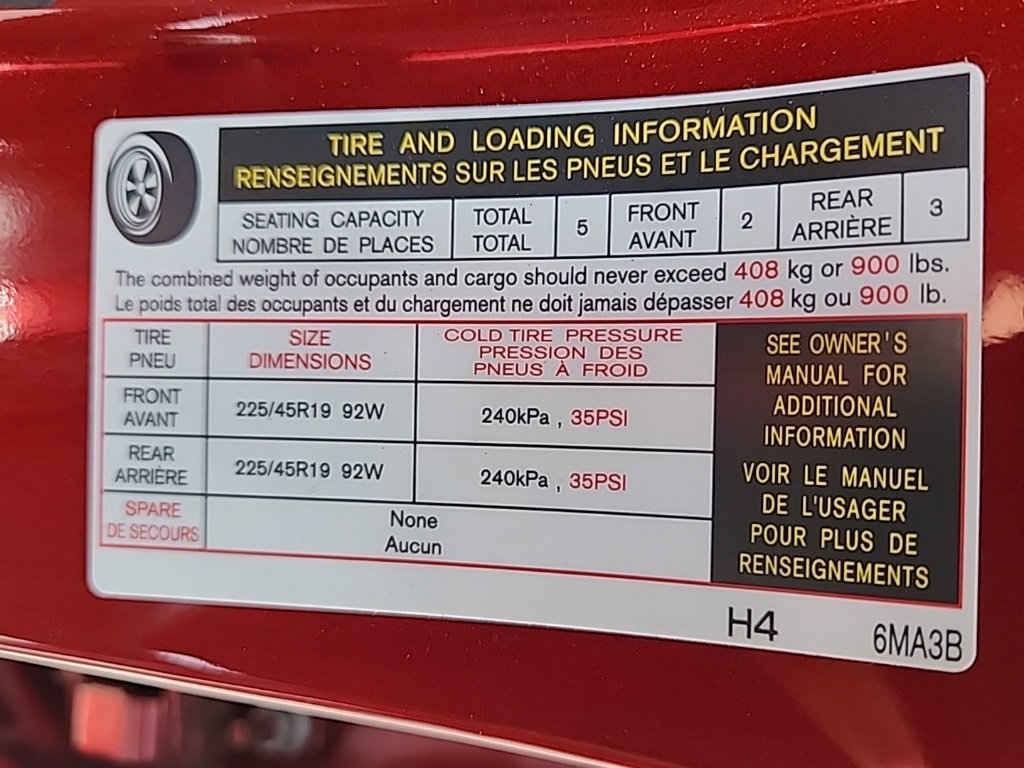 TIRE AND LOADING INFORMATION
RENSEIGNEMENTS SUR LES PNEUS ET LE CHARGEMENT
SEATING CAPACITY TOTAL 5 FRONT 2 REAR 3
NOMBRE DE PLACES TOTAL AVANT ARRIÈRE
The combined weight of occupants and cargo should never exceed 408 kg or 900 lbs.
Le poids total des occupants et du chargement ne doit jamais dépasser 408 kg ou 900 lb.
TIRE SIZE COLD TIRE PRESSURE
PNEU DIMENSIONS PRESSION DES
PNEUS À FROID
FRONT
AVANT
225/45R19 92W 240kPa , 35PSI
REAR
ARRIÈRE
225/45R19 92W 240kPa , 35PSI
SPARE None
DE SECOURS Aucun
SEE OWNER'S
MANUAL FOR
ADDITIONAL
INFORMATION
VOIR LE MANUEL
DE L'USAGER
POUR PLUS DE
RENSEIGNEMENTS
H4 6MA3B